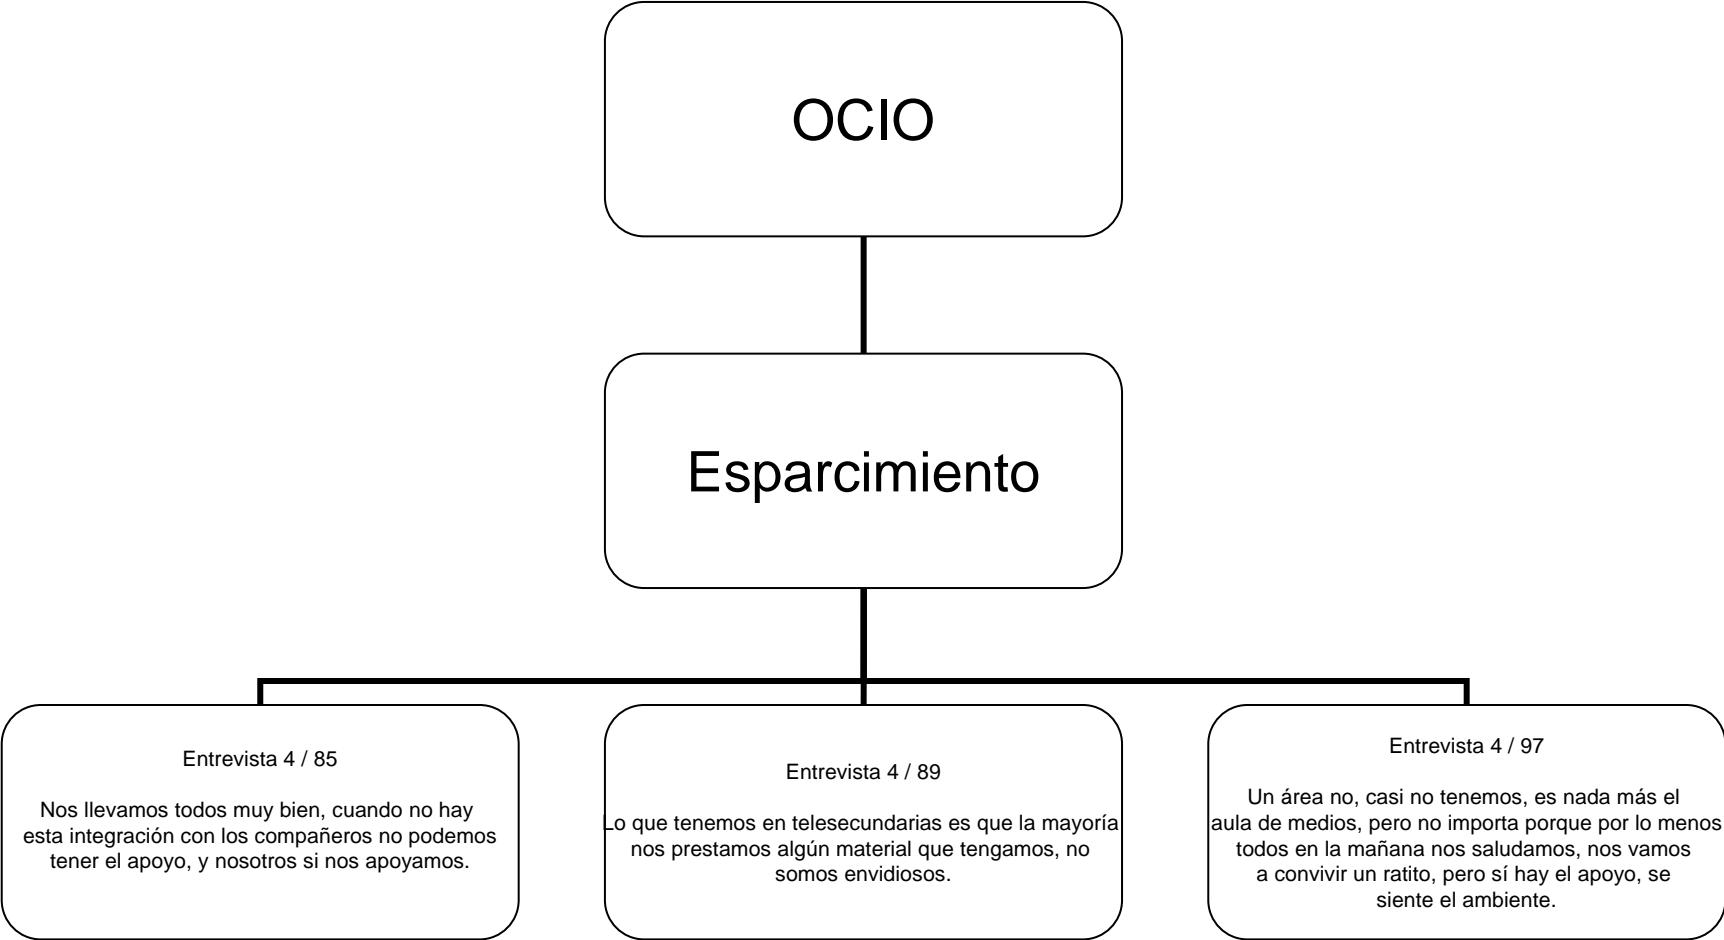 OCIO
Esparcimiento
Entrevista 4 / 85
Nos llevamos todos muy bien, cuando no hay
esta integración con los compañeros no podemos
tener el apoyo, y nosotros si nos apoyamos.
Entrevista 4 / 89
Lo que tenemos en telesecundarias es que la mayoría
nos prestamos algún material que tengamos, no
somos envidiosos.
Entrevista 4 / 97
Un área no, casi no tenemos, es nada más el
aula de medios, pero no importa porque por lo menos
todos en la mañana nos saludamos, nos vamos
a convivir un ratito, pero sí hay el apoyo, se
siente el ambiente.